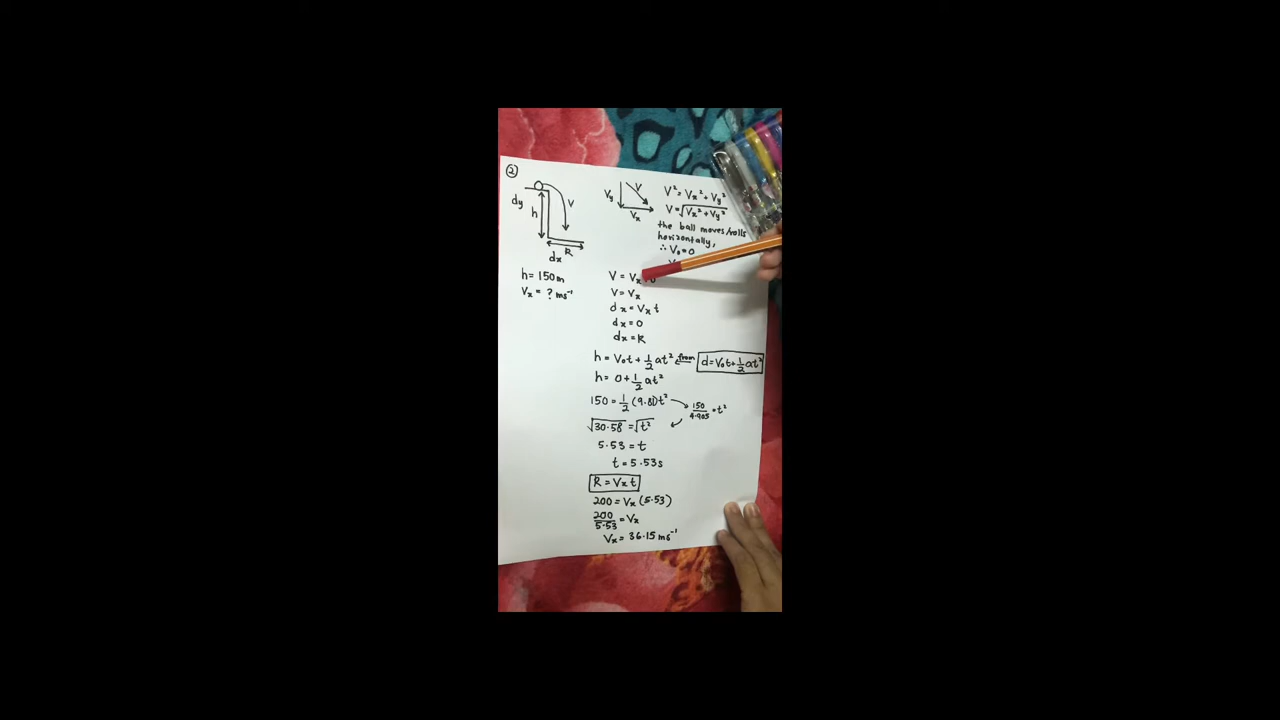 ②
dy
h
V
R
dx
h = 150m
Vx = ? ms⁻¹
Vy
V
Vx
V² = Vx² + Vy²
V = √Vx² + Vy²
the ball moves/rolls
horizontally,
∴ V₀ = 0
V = Vx
V = Vx
dx = Vx t
dx = 0
dx = R
h = V₀t + 1/2 at² ← from d = V₀t + 1/2 at²
h = 0 + 1/2 at²
150 = 1/2 (9.81)t²
150/4.905 = t²
√30.58 = √t²
5.53 = t
t = 5.53s
R = Vx t
200 = Vx (5.53)
200/5.53 = Vx
Vx = 36.15 ms⁻¹